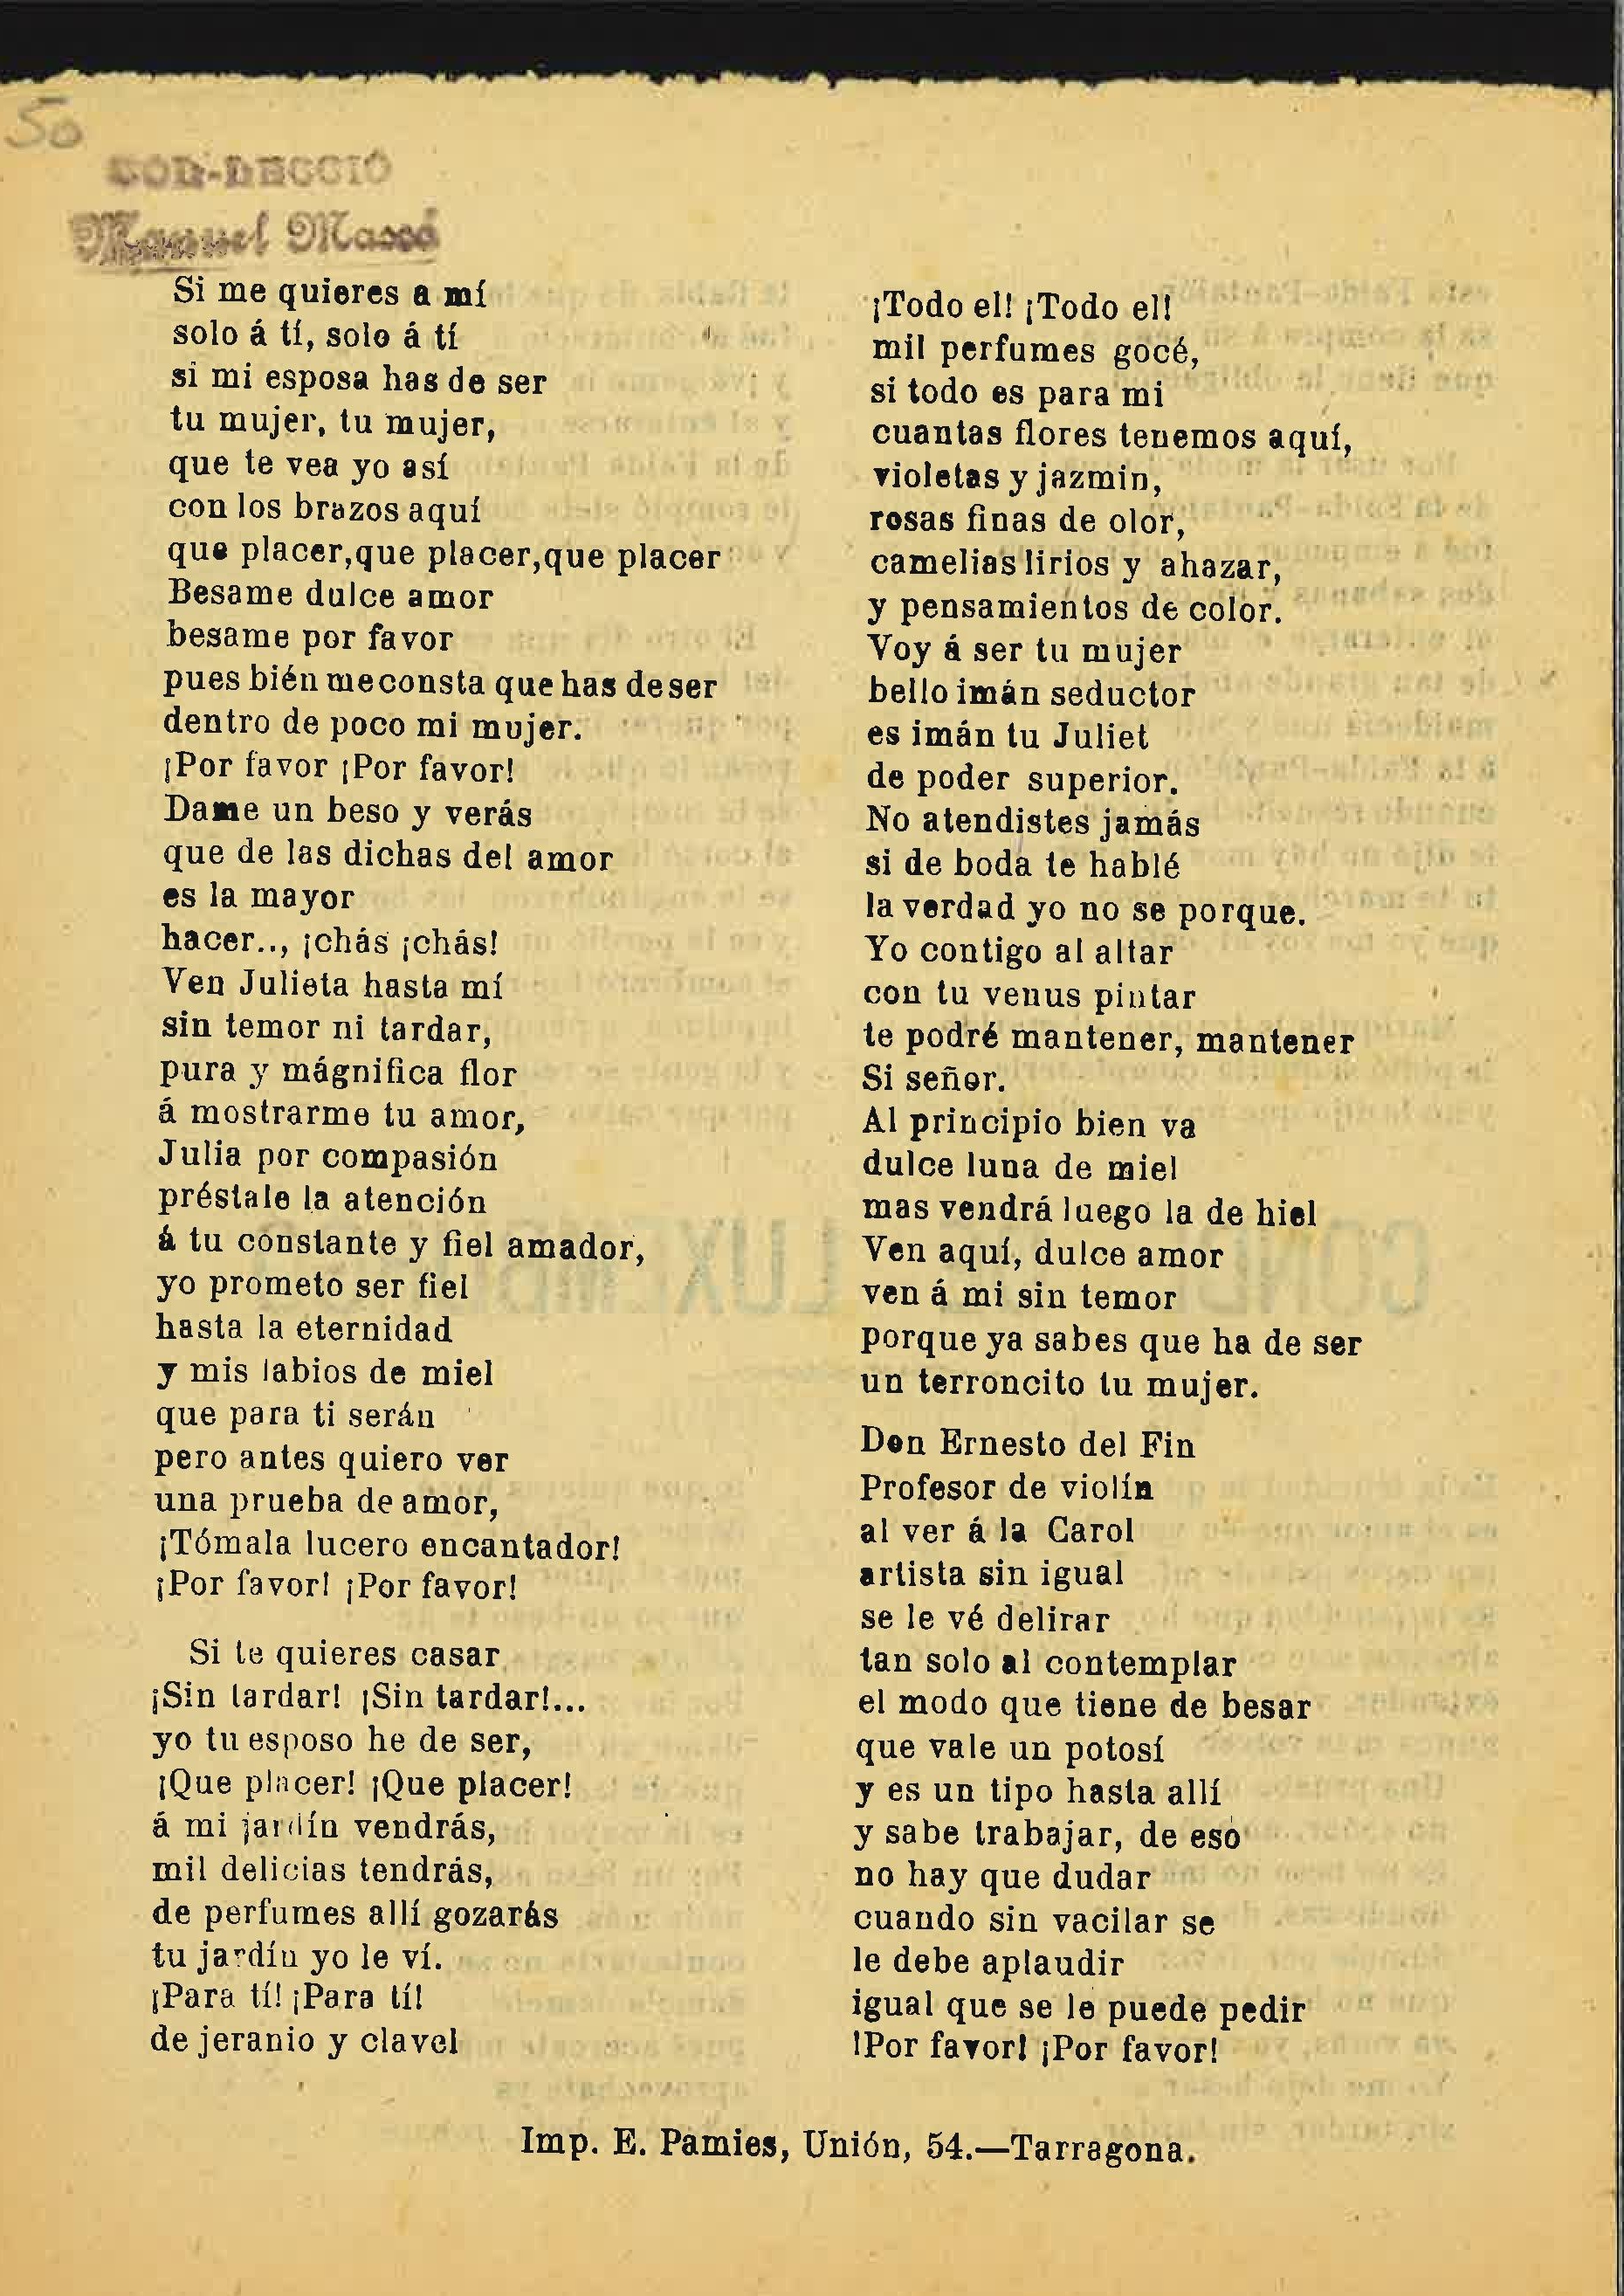 50
Manuel Massó
Si me quieres a mí
solo á tí, solo á tí
si mi esposa has de ser
tu mujer, tu mujer,
que te vea yo así
con los brazos aquí
que placer,que placer,que placer
Besame dulce amor
besame por favor
pues bién me consta que has de ser
dentro de poco mi mujer.
¡Por favor ¡Por favor!
Dame un beso y verás
que de las dichas del amor
es la mayor
hacer.., ¡chás ¡chás!
Ven Julieta hasta mí
sin temor ni tardar,
pura y mágnifica flor
á mostrarme tu amor,
Julia por compasión
préstale la atención
á tu constante y fiel amador,
yo prometo ser fiel
hasta la eternidad
y mis labios de miel
que para ti serán
pero antes quiero ver
una prueba de amor,
¡Tómala lucero encantador!
¡Por favor! ¡Por favor!
Si te quieres casar
¡Sin tardar! ¡Sin tardar!...
yo tu esposo he de ser,
¡Que placer! ¡Que placer!
á mi jardín vendrás,
mil delicias tendrás,
de perfumes allí gozarás
tu jardín yo le ví.
¡Para tí! ¡Para tí!
de jeranio y clavel
¡Todo el! ¡Todo el!
mil perfumes gocé,
si todo es para mi
cuantas flores tenemos aquí,
violetas y jazmin,
rosas finas de olor,
camelias lirios y ahazar,
y pensamientos de color.
Voy á ser tu mujer
bello imán seductor
es imán tu Juliet
de poder superior.
No atendistes jamás
si de boda te hablé
la verdad yo no se porque.
Yo contigo al altar
con tu venus pintar
te podré mantener, mantener
Si señor.
Al principio bien va
dulce luna de miel
mas vendrá luego la de hiel
Ven aquí, dulce amor
ven á mi sin temor
porque ya sabes que ha de ser
un terroncito tu mujer.
Don Ernesto del Fin
Profesor de violín
al ver á la Carol
artista sin igual
se le vé delirar
tan solo al contemplar
el modo que tiene de besar
que vale un potosí
y es un tipo hasta allí
y sabe trabajar, de eso
no hay que dudar
cuando sin vacilar se
le debe aplaudir
igual que se le puede pedir
!Por favor! ¡Por favor!
Imp. E. Pamies, Unión, 54.—Tarragona.